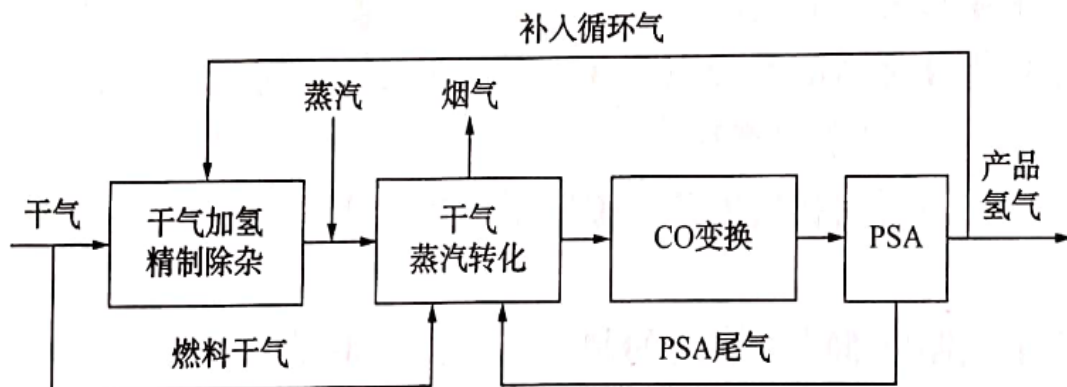 补入循环气
蒸汽
烟气
干气
干气加氢
精制除杂
干气
蒸汽转化
CO变换
PSA
产品
氢气
燃料干气
PSA尾气